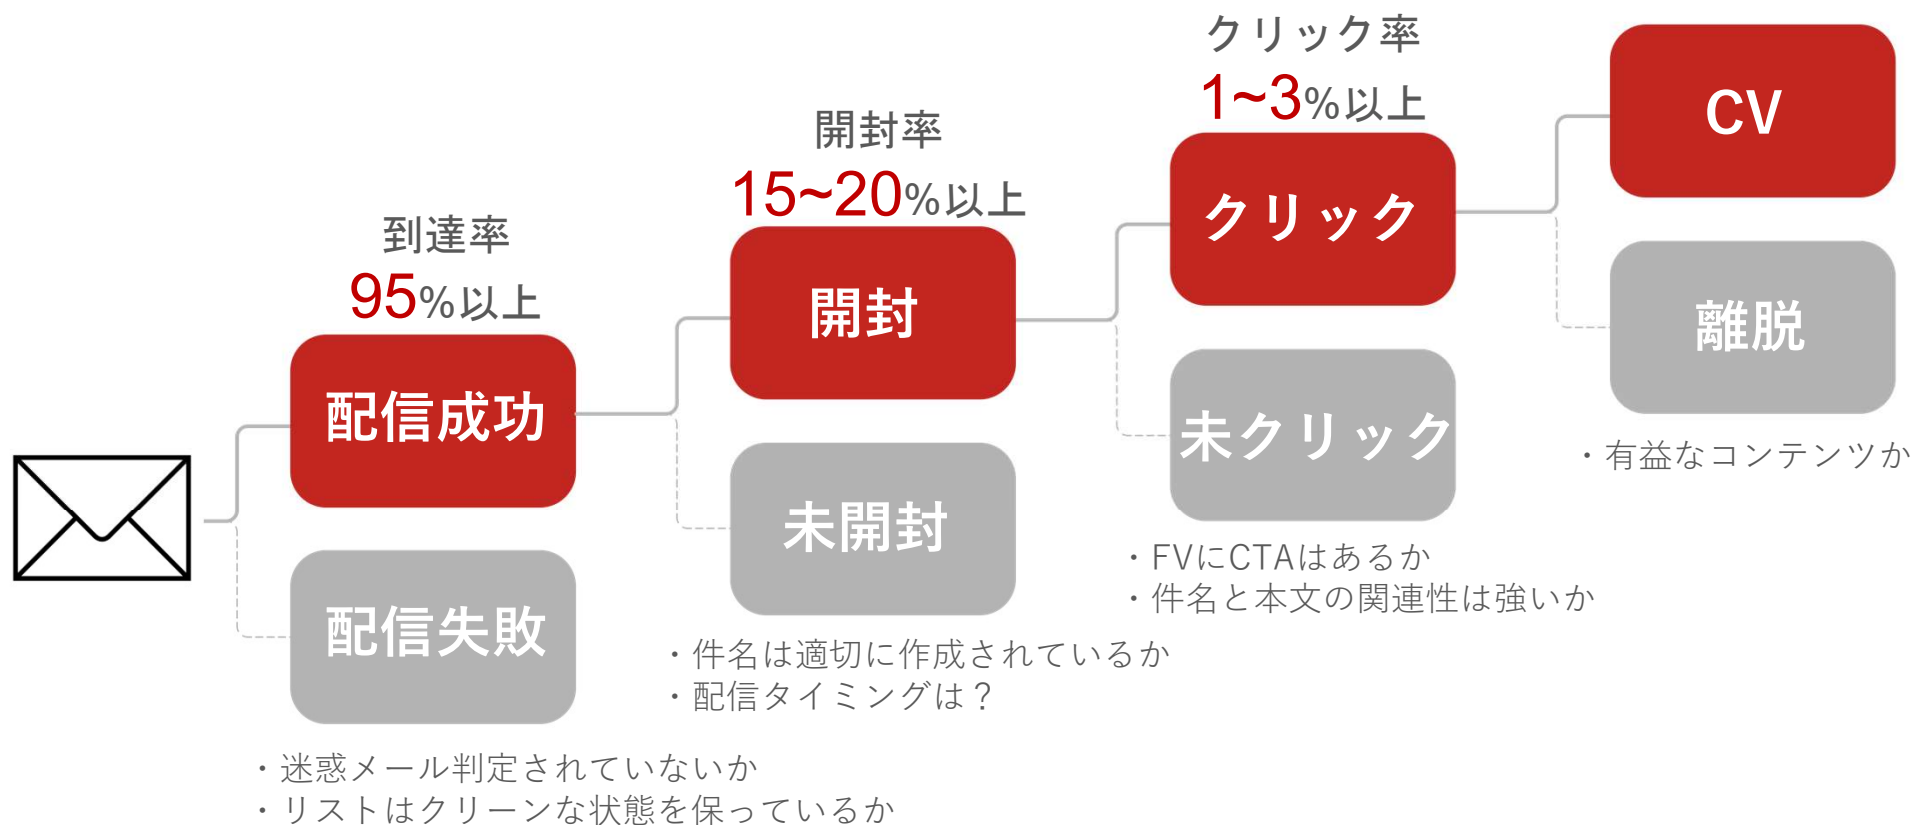 到達率
95%以上
配信成功
配信失敗
・迷惑メール判定されていないか
・リストはクリーンな状態を保っているか
開封率
15~20%以上
開封
未開封
・件名は適切に作成されているか
・配信タイミングは？
クリック率
1~3%以上
クリック
未クリック
・FVにCTAはあるか
・件名と本文の関連性は強いか
CV
離脱
・有益なコンテンツか